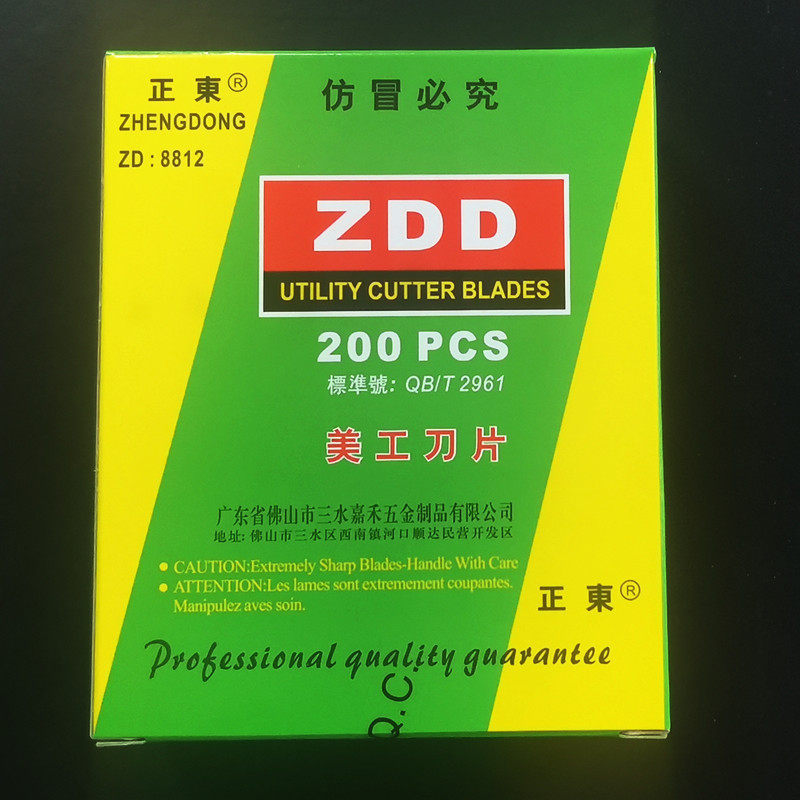 正東®
ZHENGDONG
ZD : 8812
仿冒必究
ZDD
UTILITY CUTTER BLADES
200 PCS
標準號: QB/T 2961
美工刀片
广东省佛山市三水嘉禾五金制品有限公司
地址: 佛山市三水区西南镇河口顺达民营开发区
• CAUTION:Extremely Sharp Blades-Handle With Care
• ATTENTION:Les lames sont extremement coupantes.
Manipulez aves soin.
正東®
Professional quality guarantee
Q.C.